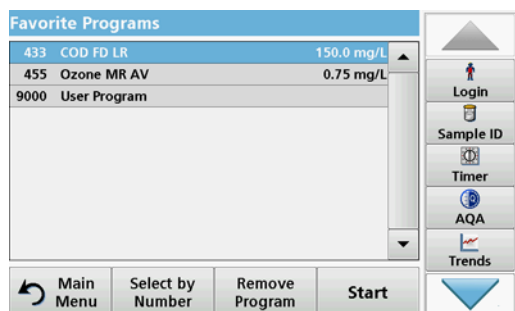 Favorite Programs
433 COD FD LR 150.0 mg/L
455 Ozone MR AV 0.75 mg/L
9000 User Program
Main Menu
Select by Number
Remove Program
Start
Login
Sample ID
Timer
AQA
Trends